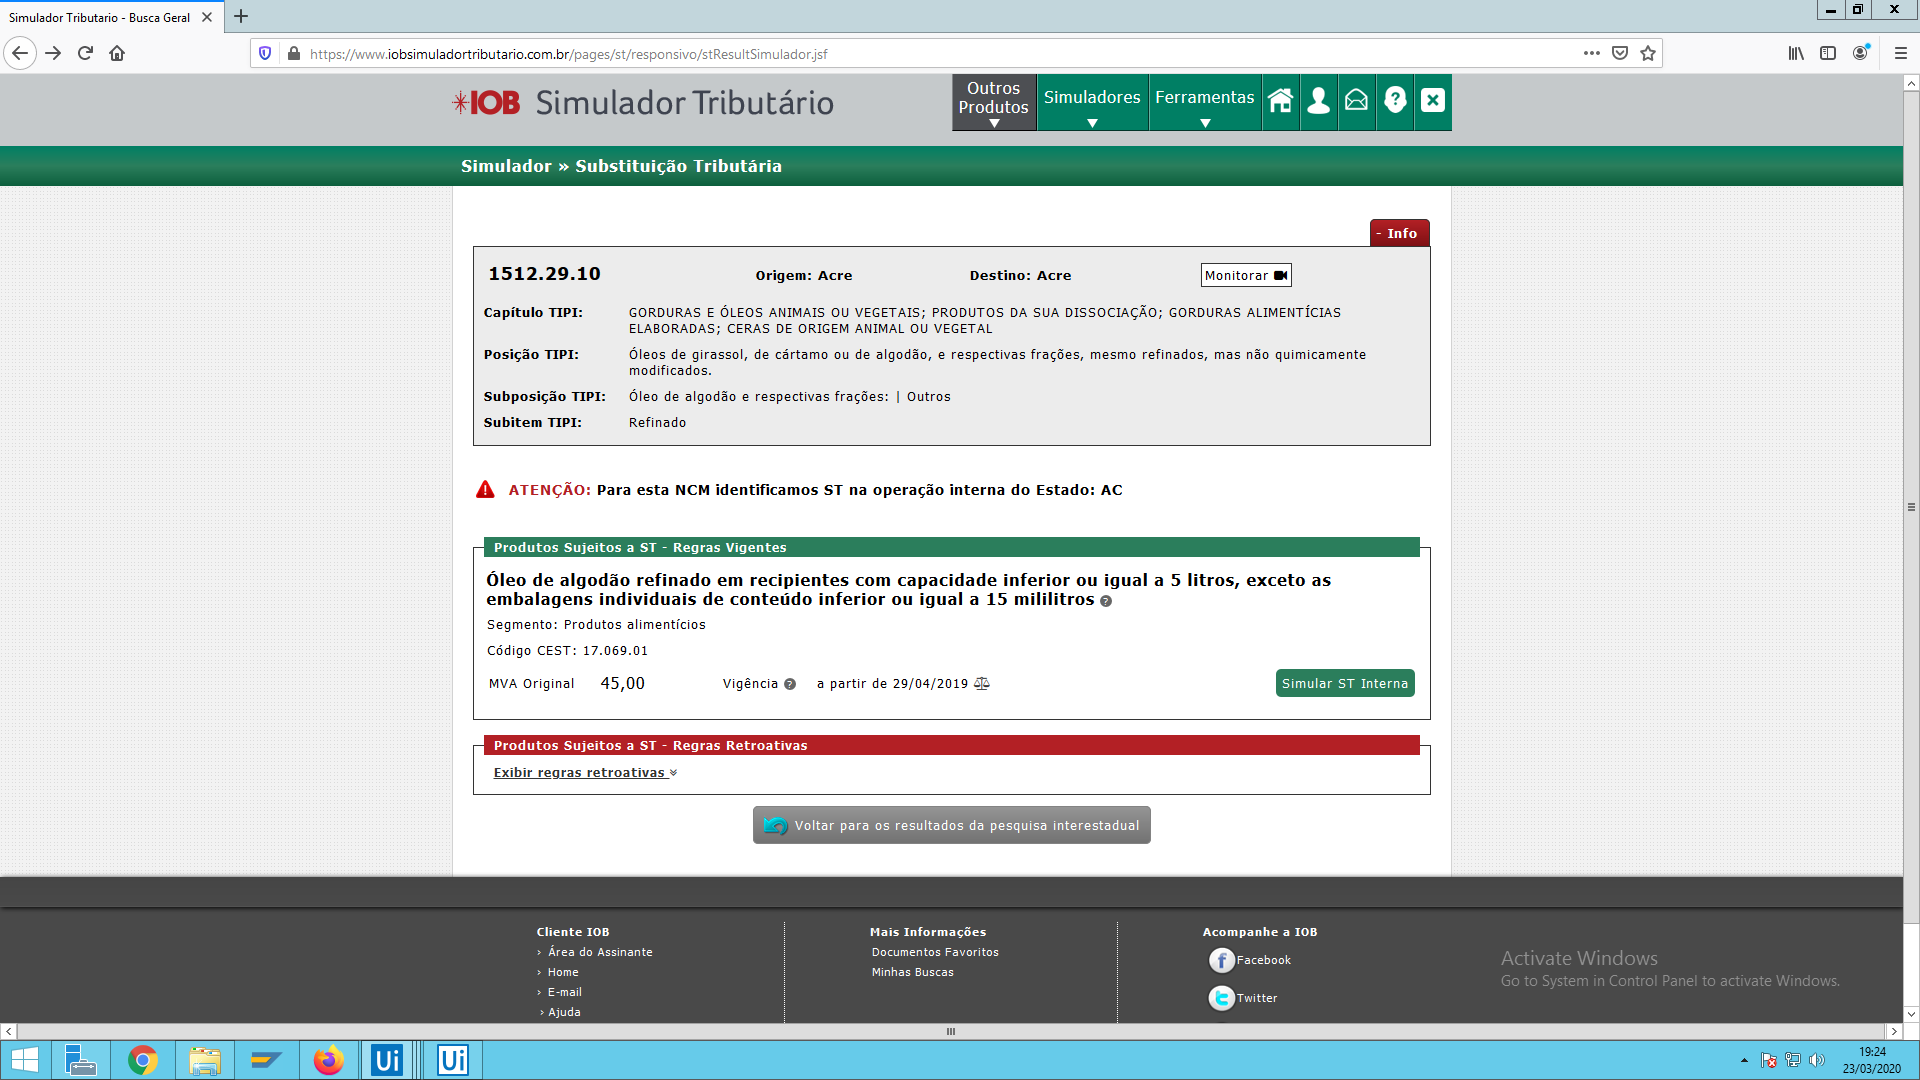 Simulador Tributario - Busca Geral
https://www.iobsimuladortributario.com.br/pages/st/responsivo/stResultSimulador.jsf
IOB Simulador Tributário
Outros Produtos
Simuladores
Ferramentas
Simulador » Substituição Tributária
- Info
1512.29.10
Origem: Acre
Destino: Acre
Monitorar
Capítulo TIPI: GORDURAS E ÓLEOS ANIMAIS OU VEGETAIS; PRODUTOS DA SUA DISSOCIAÇÃO; GORDURAS ALIMENTÍCIAS
ELABORADAS; CERAS DE ORIGEM ANIMAL OU VEGETAL
Posição TIPI: Óleos de girassol, de cártamo ou de algodão, e respectivas frações, mesmo refinados, mas não quimicamente
modificados.
Subposição TIPI: Óleo de algodão e respectivas frações: | Outros
Subitem TIPI: Refinado
ATENÇÃO: Para esta NCM identificamos ST na operação interna do Estado: AC
Produtos Sujeitos a ST - Regras Vigentes
Óleo de algodão refinado em recipientes com capacidade inferior ou igual a 5 litros, exceto as
embalagens individuais de conteúdo inferior ou igual a 15 mililitros ?
Segmento: Produtos alimentícios
Código CEST: 17.069.01
MVA Original 45,00 Vigência ? a partir de 29/04/2019
Simular ST Interna
Produtos Sujeitos a ST - Regras Retroativas
Exibir regras retroativas
Voltar para os resultados da pesquisa interestadual
Cliente IOB
› Área do Assinante
› Home
› E-mail
› Ajuda
Mais Informações
Documentos Favoritos
Minhas Buscas
Acompanhe a IOB
Facebook
Twitter
Activate Windows
Go to System in Control Panel to activate Windows.
Ui
Ui
19:24
23/03/2020